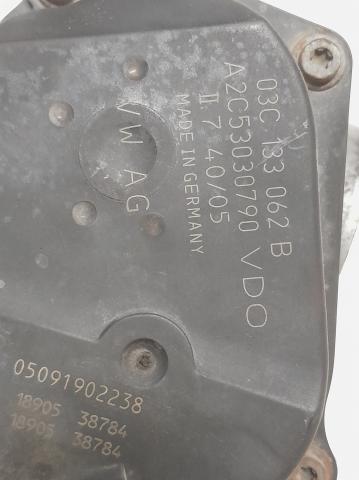 03C 133 062 B
A2C53030790 VDO
II 7 40/05
MADE IN GERMANY
VW AG
05091902238
18905 38784
18905 38784